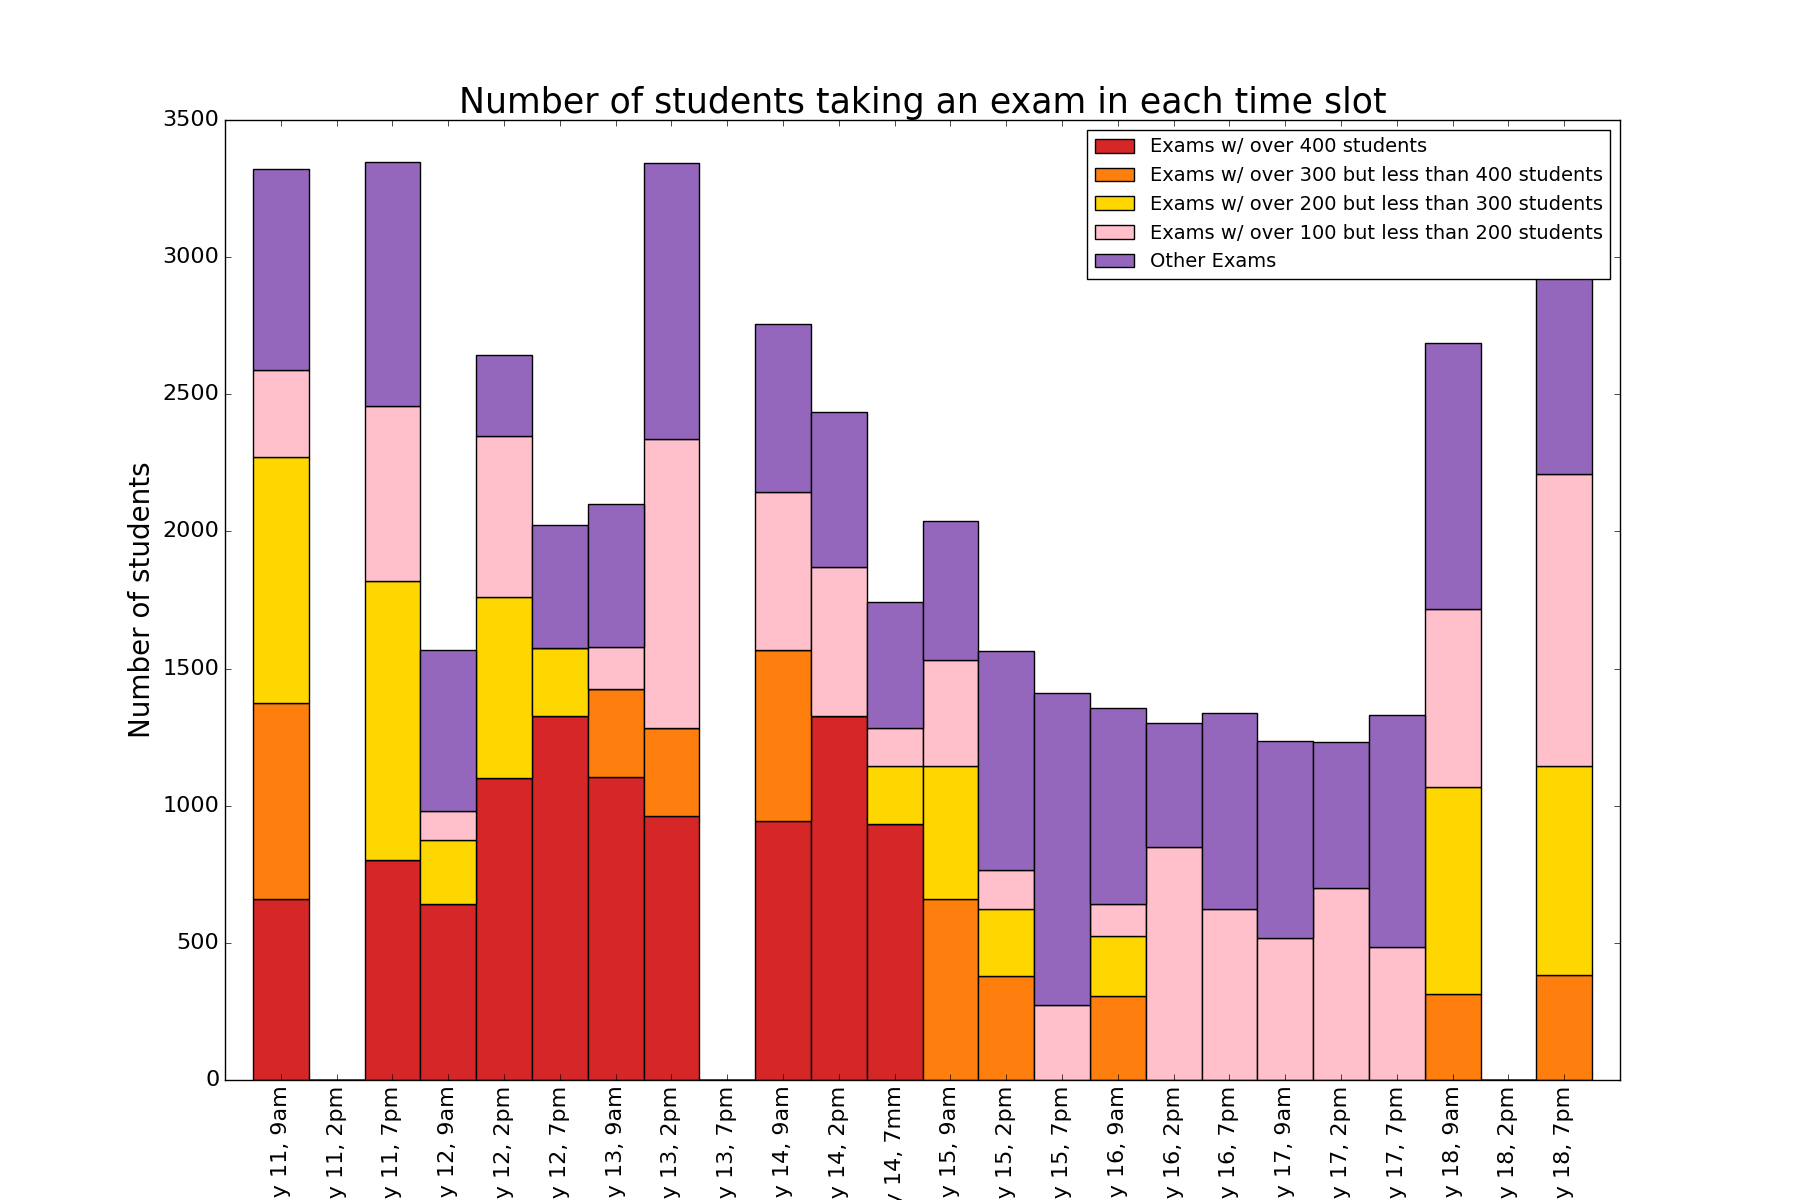 Number of students taking an exam in each time slot
3500
3000
2500
2000
1500
1000
500
0
Number of students
Exams w/ over 400 students
Exams w/ over 300 but less than 400 students
Exams w/ over 200 but less than 300 students
Exams w/ over 100 but less than 200 students
Other Exams
y 11, 9am
y 11, 2pm
y 11, 7pm
y 12, 9am
y 12, 2pm
y 12, 7pm
y 13, 9am
y 13, 2pm
y 13, 7pm
y 14, 9am
y 14, 2pm
y 14, 7mm
y 15, 9am
y 15, 2pm
y 15, 7pm
y 16, 9am
y 16, 2pm
y 16, 7pm
y 17, 9am
y 17, 2pm
y 17, 7pm
y 18, 9am
y 18, 2pm
y 18, 7pm